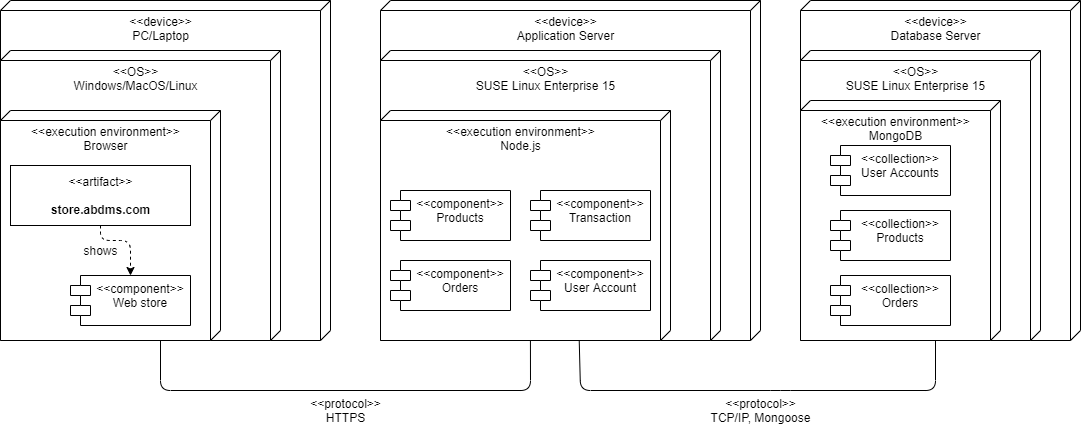 <<device>>
PC/Laptop
<<OS>>
Windows/MacOS/Linux
<<execution environment>>
Browser
<<artifact>>
store.abdms.com
shows
<<component>>
Web store
<<device>>
Application Server
<<OS>>
SUSE Linux Enterprise 15
<<execution environment>>
Node.js
<<component>>
Products
<<component>>
Transaction
<<component>>
Orders
<<component>>
User Account
<<device>>
Database Server
<<OS>>
SUSE Linux Enterprise 15
<<execution environment>>
MongoDB
<<collection>>
User Accounts
<<collection>>
Products
<<collection>>
Orders
<<protocol>>
HTTPS
<<protocol>>
TCP/IP, Mongoose